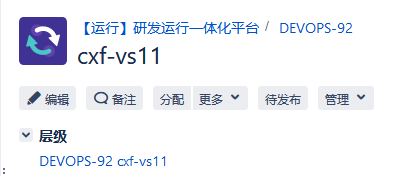 【运行】研发运行一体化平台 / DEVOPS-92
cxf-vs11
编辑 备注 分配 更多 待发布 管理
层级
DEVOPS-92 cxf-vs11